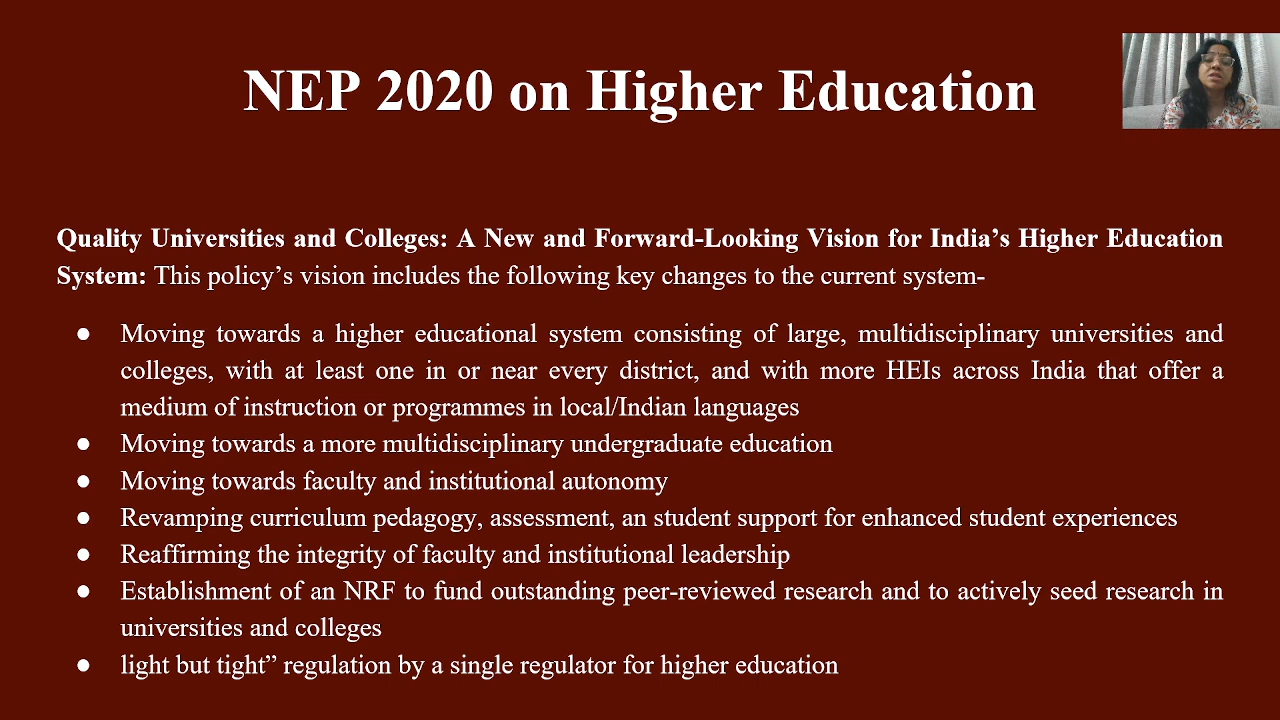 NEP 2020 on Higher Education
Quality Universities and Colleges: A New and Forward-Looking Vision for India’s Higher Education
System: This policy’s vision includes the following key changes to the current system-
● Moving towards a higher educational system consisting of large, multidisciplinary universities and
colleges, with at least one in or near every district, and with more HEIs across India that offer a
medium of instruction or programmes in local/Indian languages
● Moving towards a more multidisciplinary undergraduate education
● Moving towards faculty and institutional autonomy
● Revamping curriculum pedagogy, assessment, an student support for enhanced student experiences
● Reaffirming the integrity of faculty and institutional leadership
● Establishment of an NRF to fund outstanding peer-reviewed research and to actively seed research in
universities and colleges
● light but tight” regulation by a single regulator for higher education